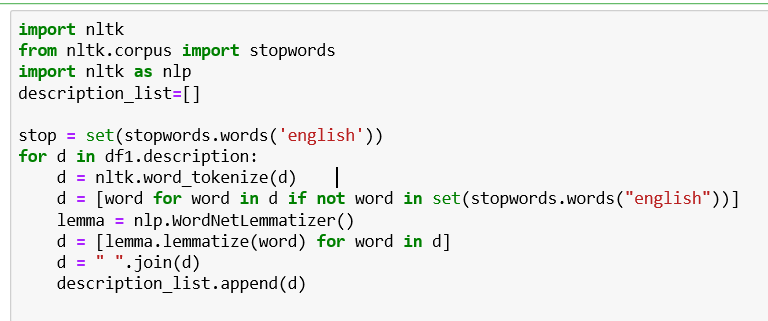 import nltk
from nltk.corpus import stopwords
import nltk as nlp
description_list=[]

stop = set(stopwords.words('english'))
for d in df1.description:
    d = nltk.word_tokenize(d)
    d = [word for word in d if not word in set(stopwords.words("english"))]
    lemma = nlp.WordNetLemmatizer()
    d = [lemma.lemmatize(word) for word in d]
    d = " ".join(d)
    description_list.append(d)